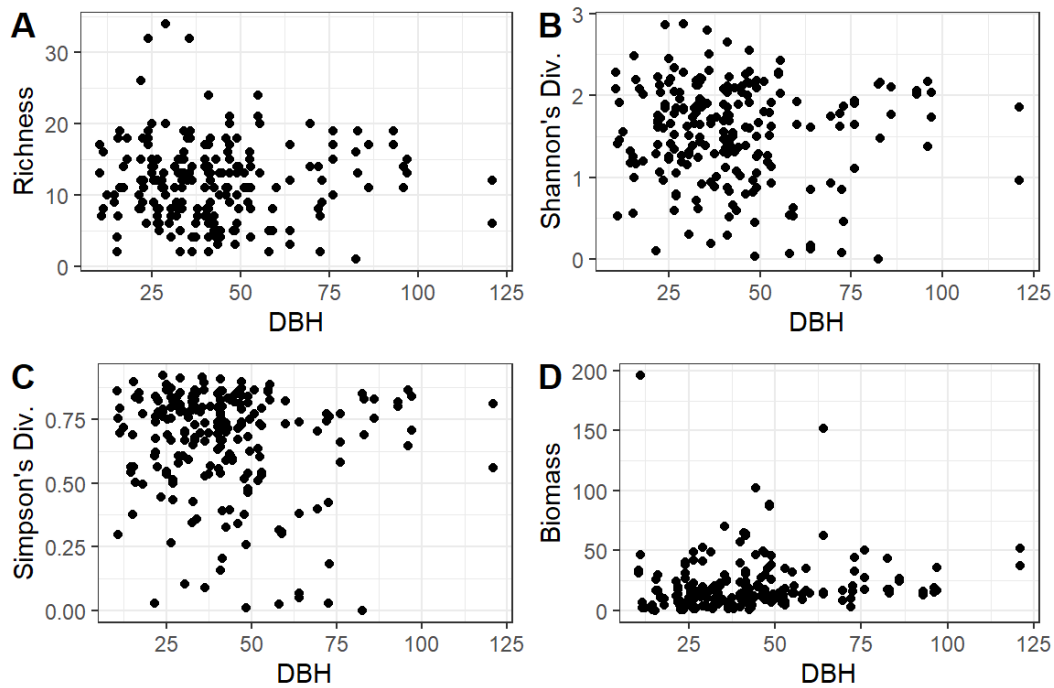 A
Richness
30
20
10
0
25 50 75 100 125
DBH
B
Shannon's Div.
3
2
1
0
25 50 75 100 125
DBH
C
Simpson's Div.
0.75
0.50
0.25
0.00
25 50 75 100 125
DBH
D
Biomass
200
150
100
50
0
25 50 75 100 125
DBH